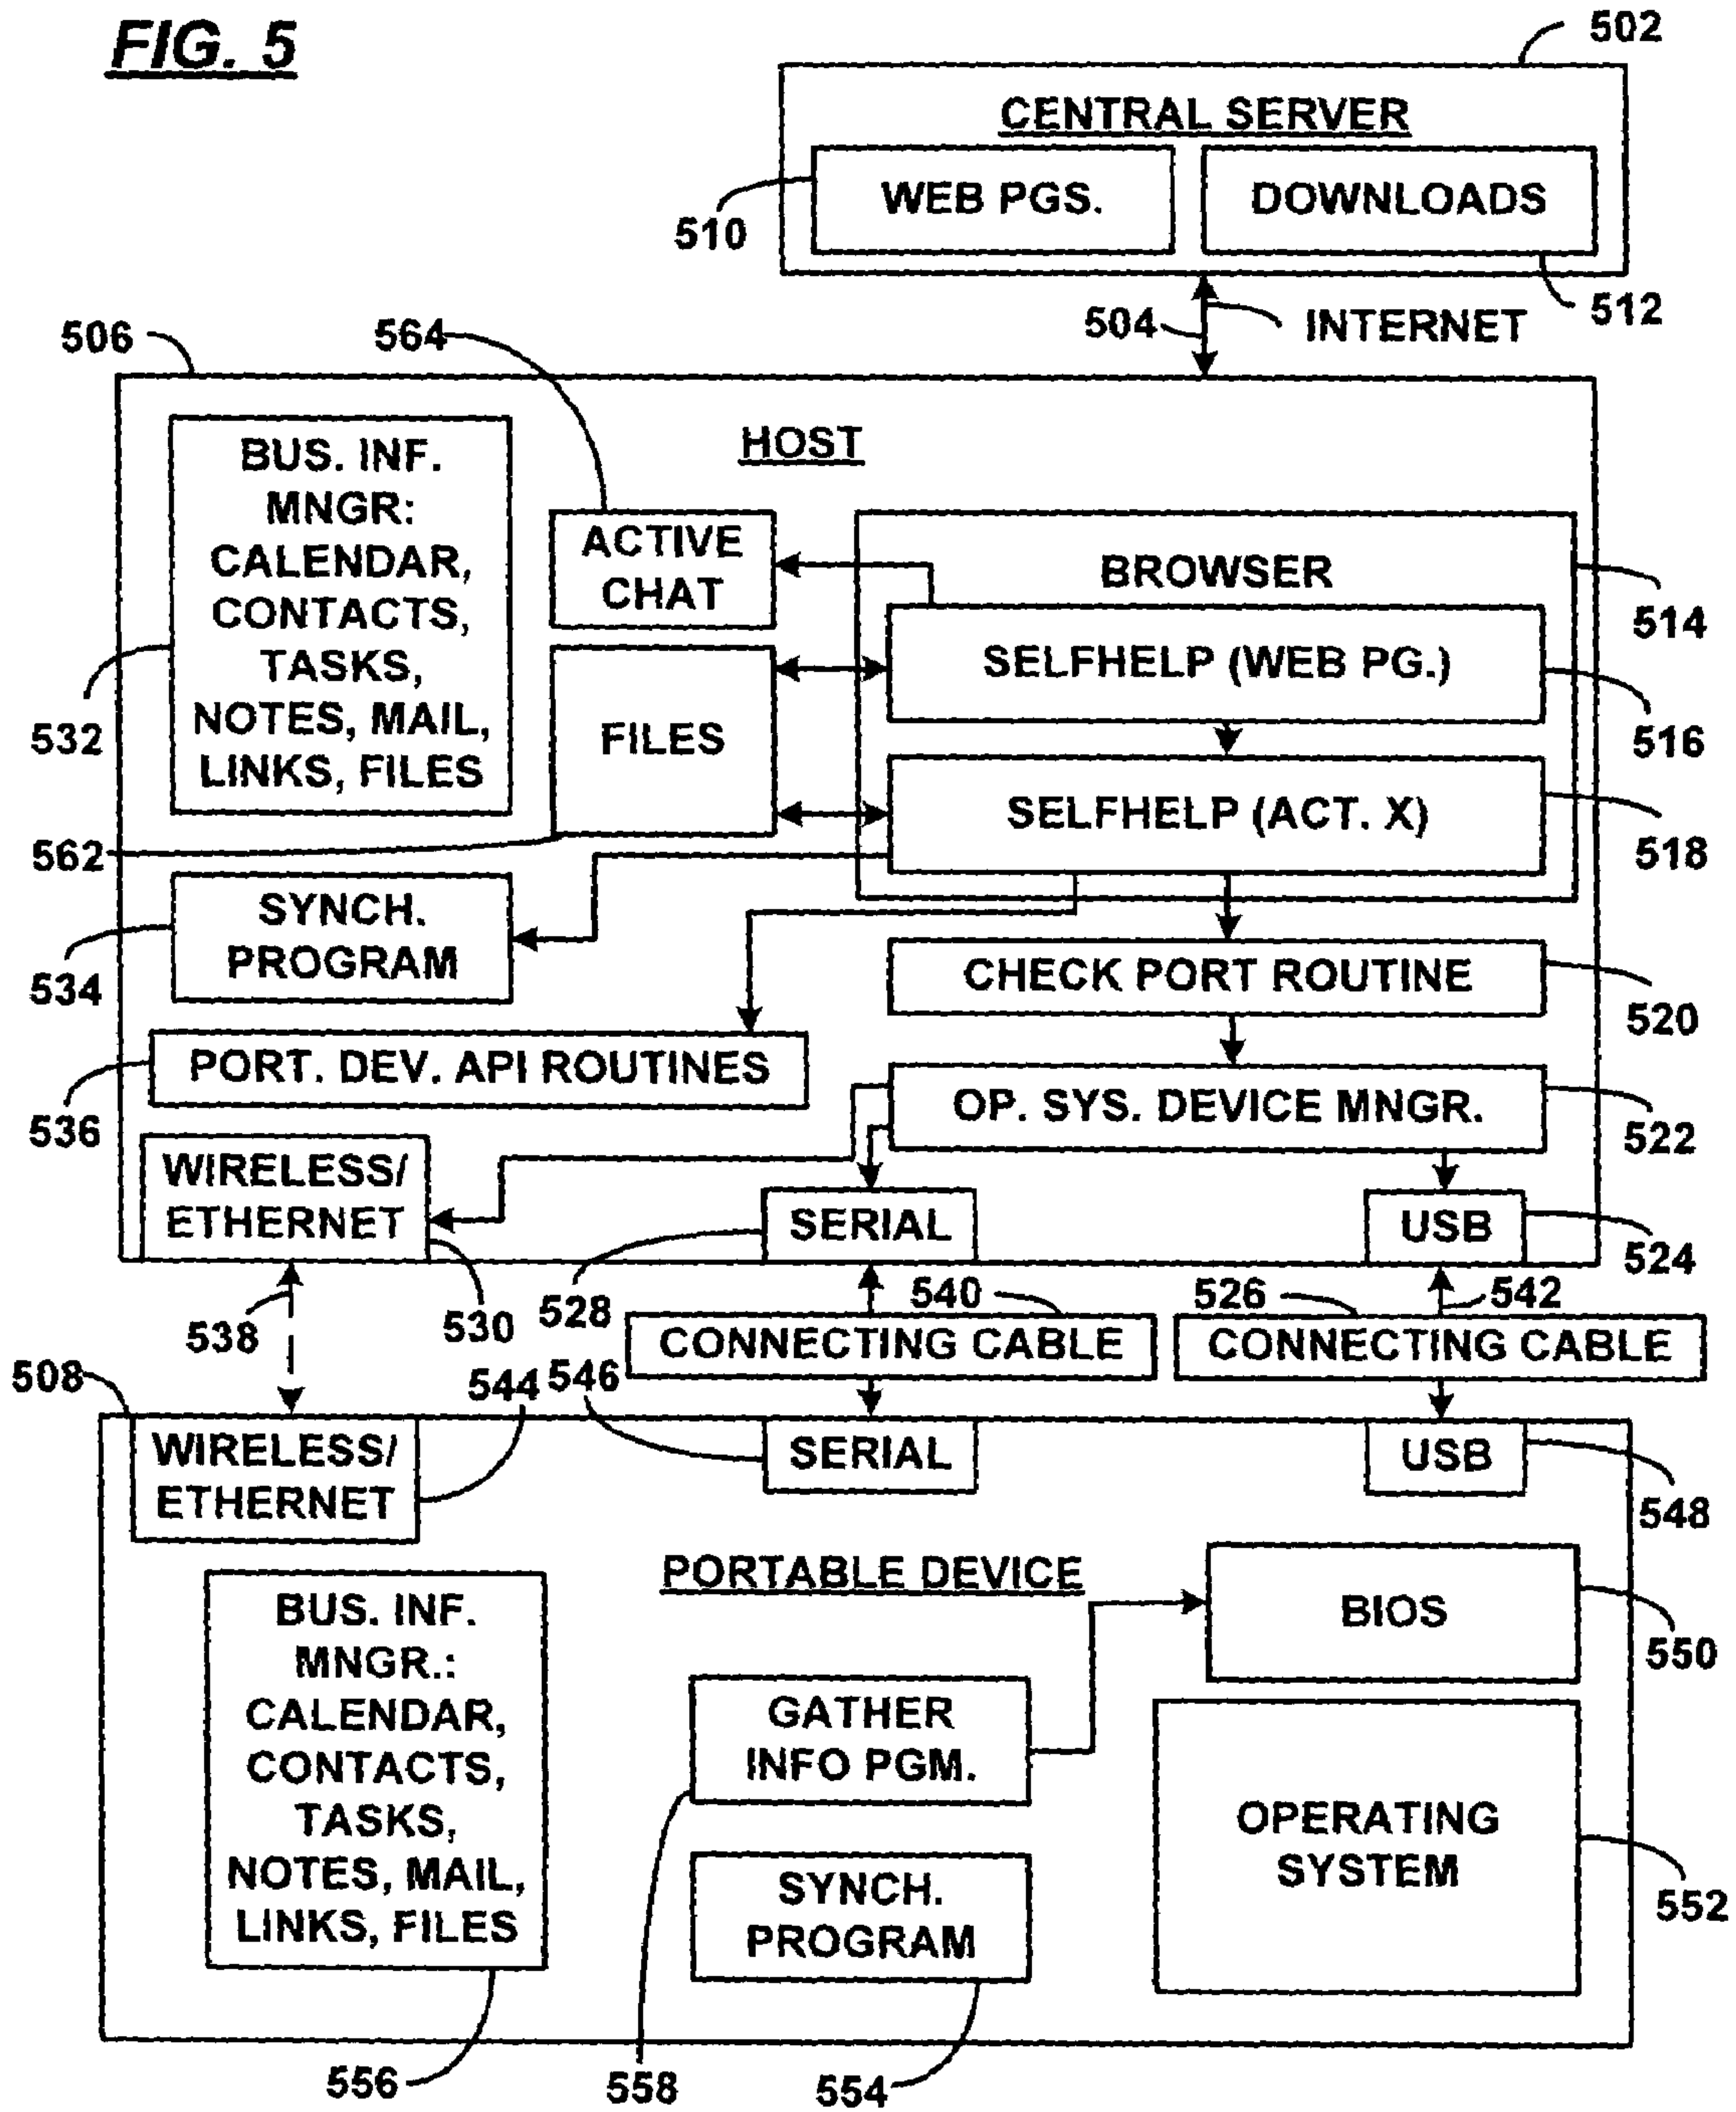 FIG. 5
502
CENTRAL SERVER
WEB PGS.
DOWNLOADS
510
512
504
INTERNET
506
564
HOST
BUS. INF.
MNGR:
CALENDAR,
CONTACTS,
TASKS,
NOTES, MAIL,
LINKS, FILES
532
ACTIVE
CHAT
BROWSER
514
SELFHELP (WEB PG.)
516
FILES
562
SELFHELP (ACT. X)
518
SYNCH.
PROGRAM
534
CHECK PORT ROUTINE
520
PORT. DEV. API ROUTINES
536
OP. SYS. DEVICE MNGR.
522
WIRELESS/
ETHERNET
530
SERIAL
528
USB
524
538
540
526
542
CONNECTING CABLE
CONNECTING CABLE
508
544
546
WIRELESS/
ETHERNET
SERIAL
USB
548
PORTABLE DEVICE
BIOS
550
BUS. INF.
MNGR.:
CALENDAR,
CONTACTS,
TASKS,
NOTES, MAIL,
LINKS, FILES
GATHER
INFO PGM.
OPERATING
SYSTEM
552
SYNCH.
PROGRAM
556
558
554